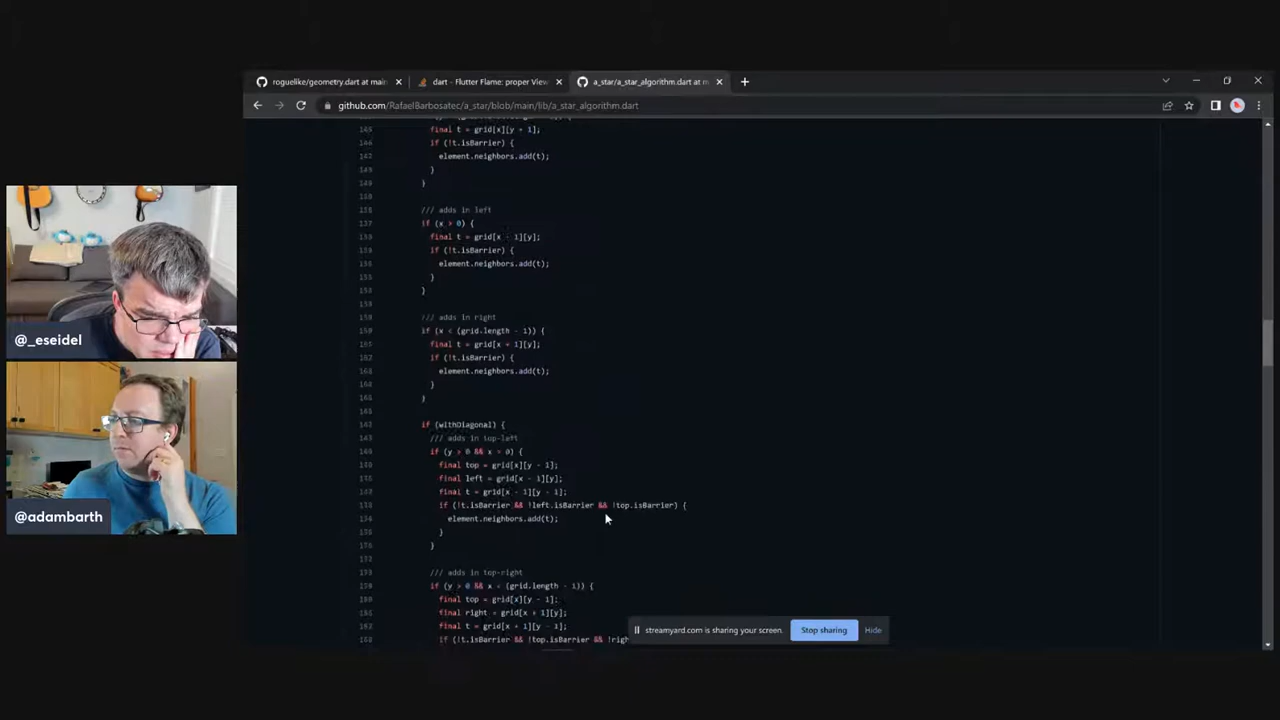 roguelike/geometry.dart at main
dart - Flutter Flame: proper View
a_star/a_star_algorithm.dart at m
github.com/RafaelBarbosatec/a_star/blob/main/lib/a_star_algorithm.dart
final t = grid[x][y + 1];
if (!t.isBarrier) {
element.neighbors.add(t);
}
}
/// adds in left
if (x > 0) {
final t = grid[x - 1][y];
if (!t.isBarrier) {
element.neighbors.add(t);
}
}
/// adds in right
if (x < (grid.length - 1)) {
final t = grid[x + 1][y];
if (!t.isBarrier) {
element.neighbors.add(t);
}
}
if (withDiagonal) {
/// adds in top-left
if (y > 0 && x > 0) {
final top = grid[x][y - 1];
final left = grid[x - 1][y];
final t = grid[x - 1][y - 1];
if (!t.isBarrier && !left.isBarrier && !top.isBarrier) {
element.neighbors.add(t);
}
}
/// adds in top-right
if (y > 0 && x < (grid.length - 1)) {
final top = grid[x][y - 1];
final right = grid[x + 1][y];
final t = grid[x + 1][y - 1];
if (!t.isBarrier && !top.isBarrier && !righ
streamyard.com is sharing your screen.
Stop sharing
Hide
@_eseidel
@adambarth